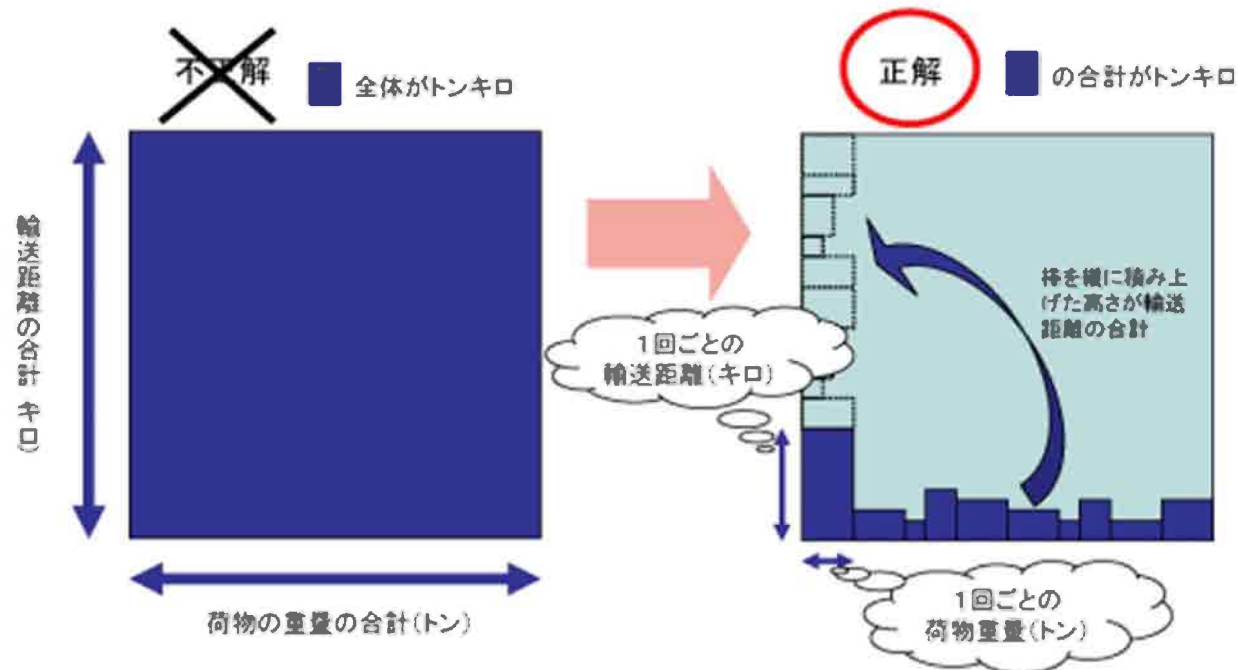 不正解
全体がトンキロ
正解
の合計がトンキロ
輸送距離の合計 キロ)
1回ごとの
輸送距離(キロ)
棒を縦に積み上
げた高さが輸送
距離の合計
荷物の重量の合計(トン)
1回ごとの
荷物重量(トン)